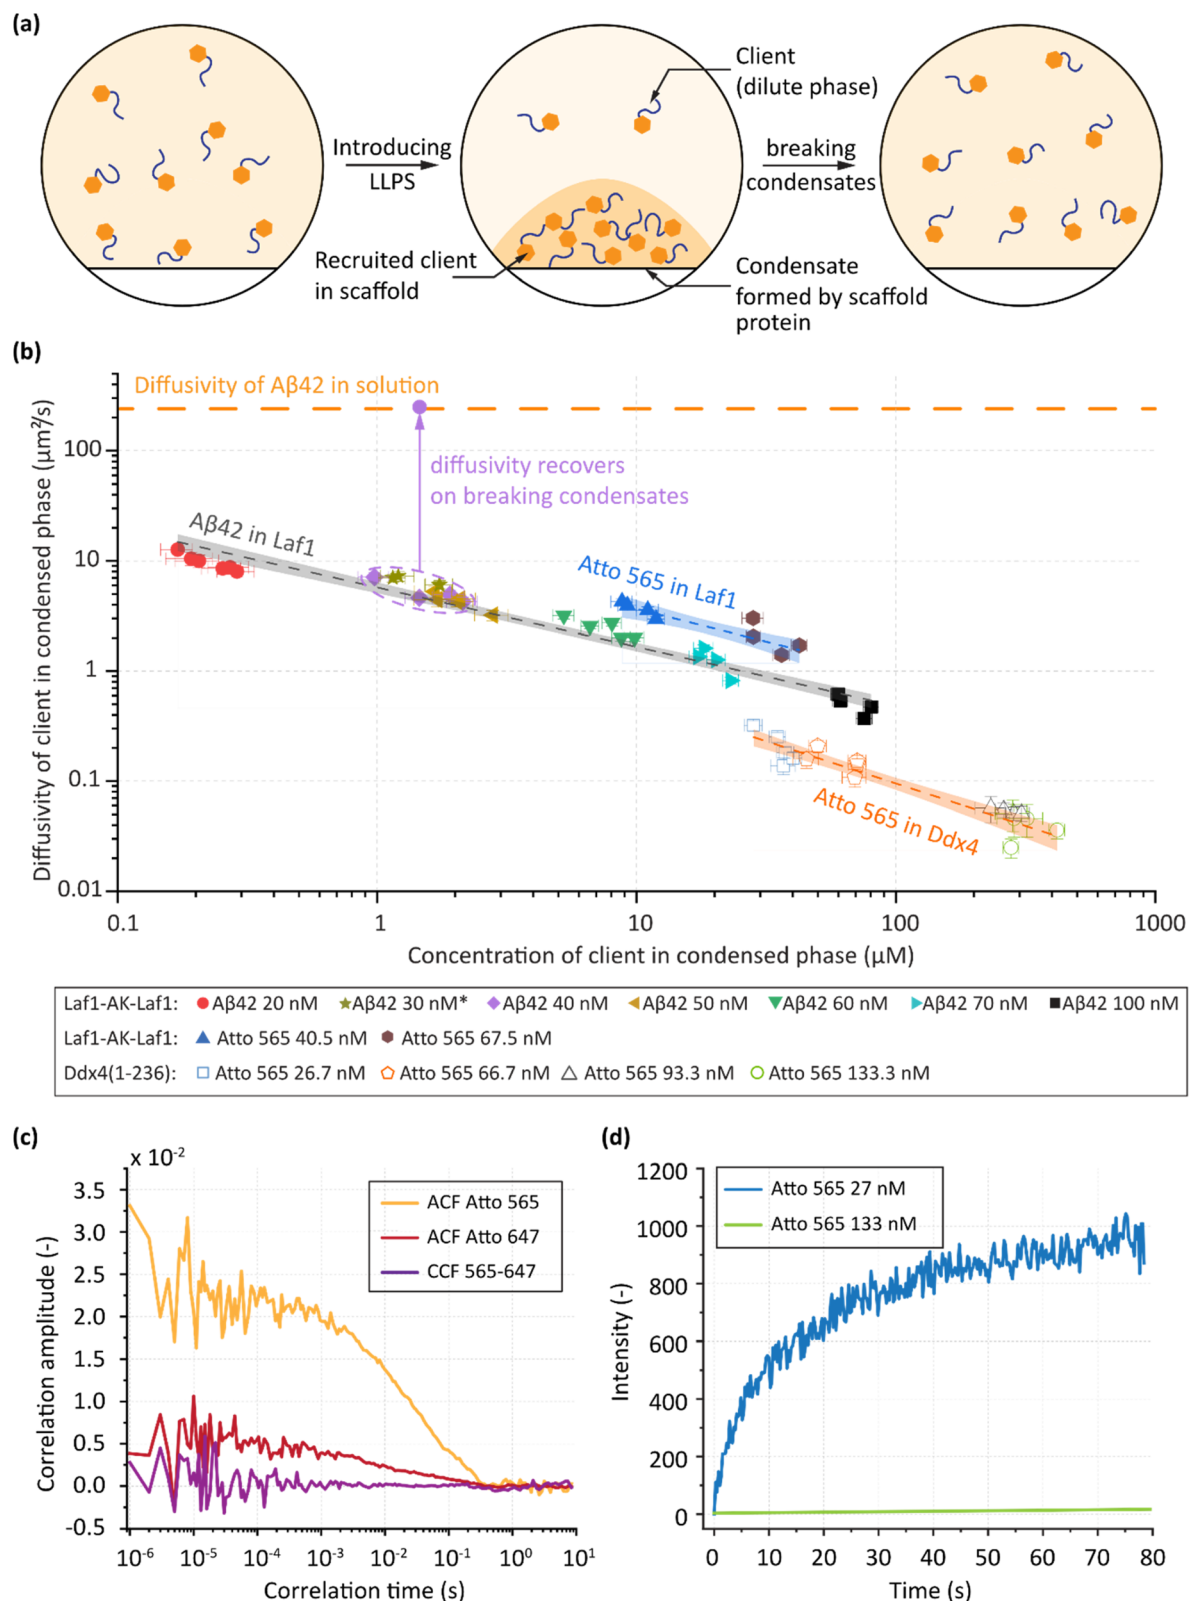 (a)
Introducing
LLPS
Client
(dilute phase)
breaking
condensates
Recruited client
in scaffold
Condensate
formed by scaffold
protein
(b)
Diffusivity of client in condensed phase (µm²/s)
100
10
1
0.1
0.01
Diffusivity of Aβ42 in solution
diffusivity recovers
on breaking condensates
Aβ42 in Laf1
Atto 565 in Laf1
Atto 565 in Ddx4
0.1 1 10 100 1000
Concentration of client in condensed phase (µM)
Laf1-AK-Laf1: Aβ42 20 nM Aβ42 30 nM* Aβ42 40 nM Aβ42 50 nM Aβ42 60 nM Aβ42 70 nM Aβ42 100 nM
Laf1-AK-Laf1: Atto 565 40.5 nM Atto 565 67.5 nM
Ddx4(1-236): Atto 565 26.7 nM Atto 565 66.7 nM Atto 565 93.3 nM Atto 565 133.3 nM
(c)
x 10⁻²
Correlation amplitude (-)
3.5
3.0
2.5
2.0
1.5
1.0
0.5
0.0
-0.5
ACF Atto 565
ACF Atto 647
CCF 565-647
10⁻⁶ 10⁻⁵ 10⁻⁴ 10⁻³ 10⁻² 10⁻¹ 10⁰ 10¹
Correlation time (s)
(d)
Intensity (-)
1200
1000
800
600
400
200
0
Atto 565 27 nM
Atto 565 133 nM
0 10 20 30 40 50 60 70 80
Time (s)